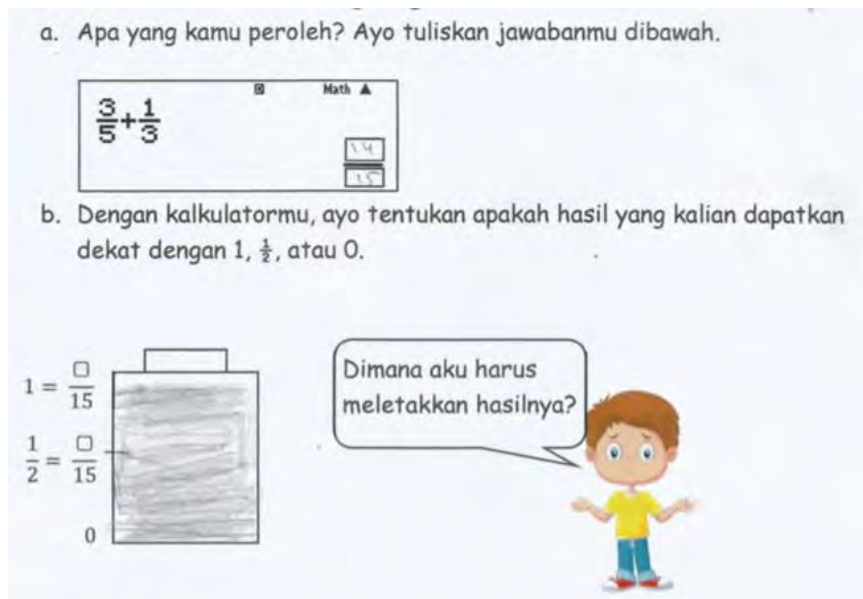 a. Apa yang kamu peroleh? Ayo tuliskan jawabanmu dibawah.
D Math ▲
3/5 + 1/3
14
15
b. Dengan kalkulatormu, ayo tentukan apakah hasil yang kalian dapatkan
dekat dengan 1, 1/2, atau 0.
1 = □/15
1/2 = □/15
0
Dimana aku harus
meletakkan hasilnya?